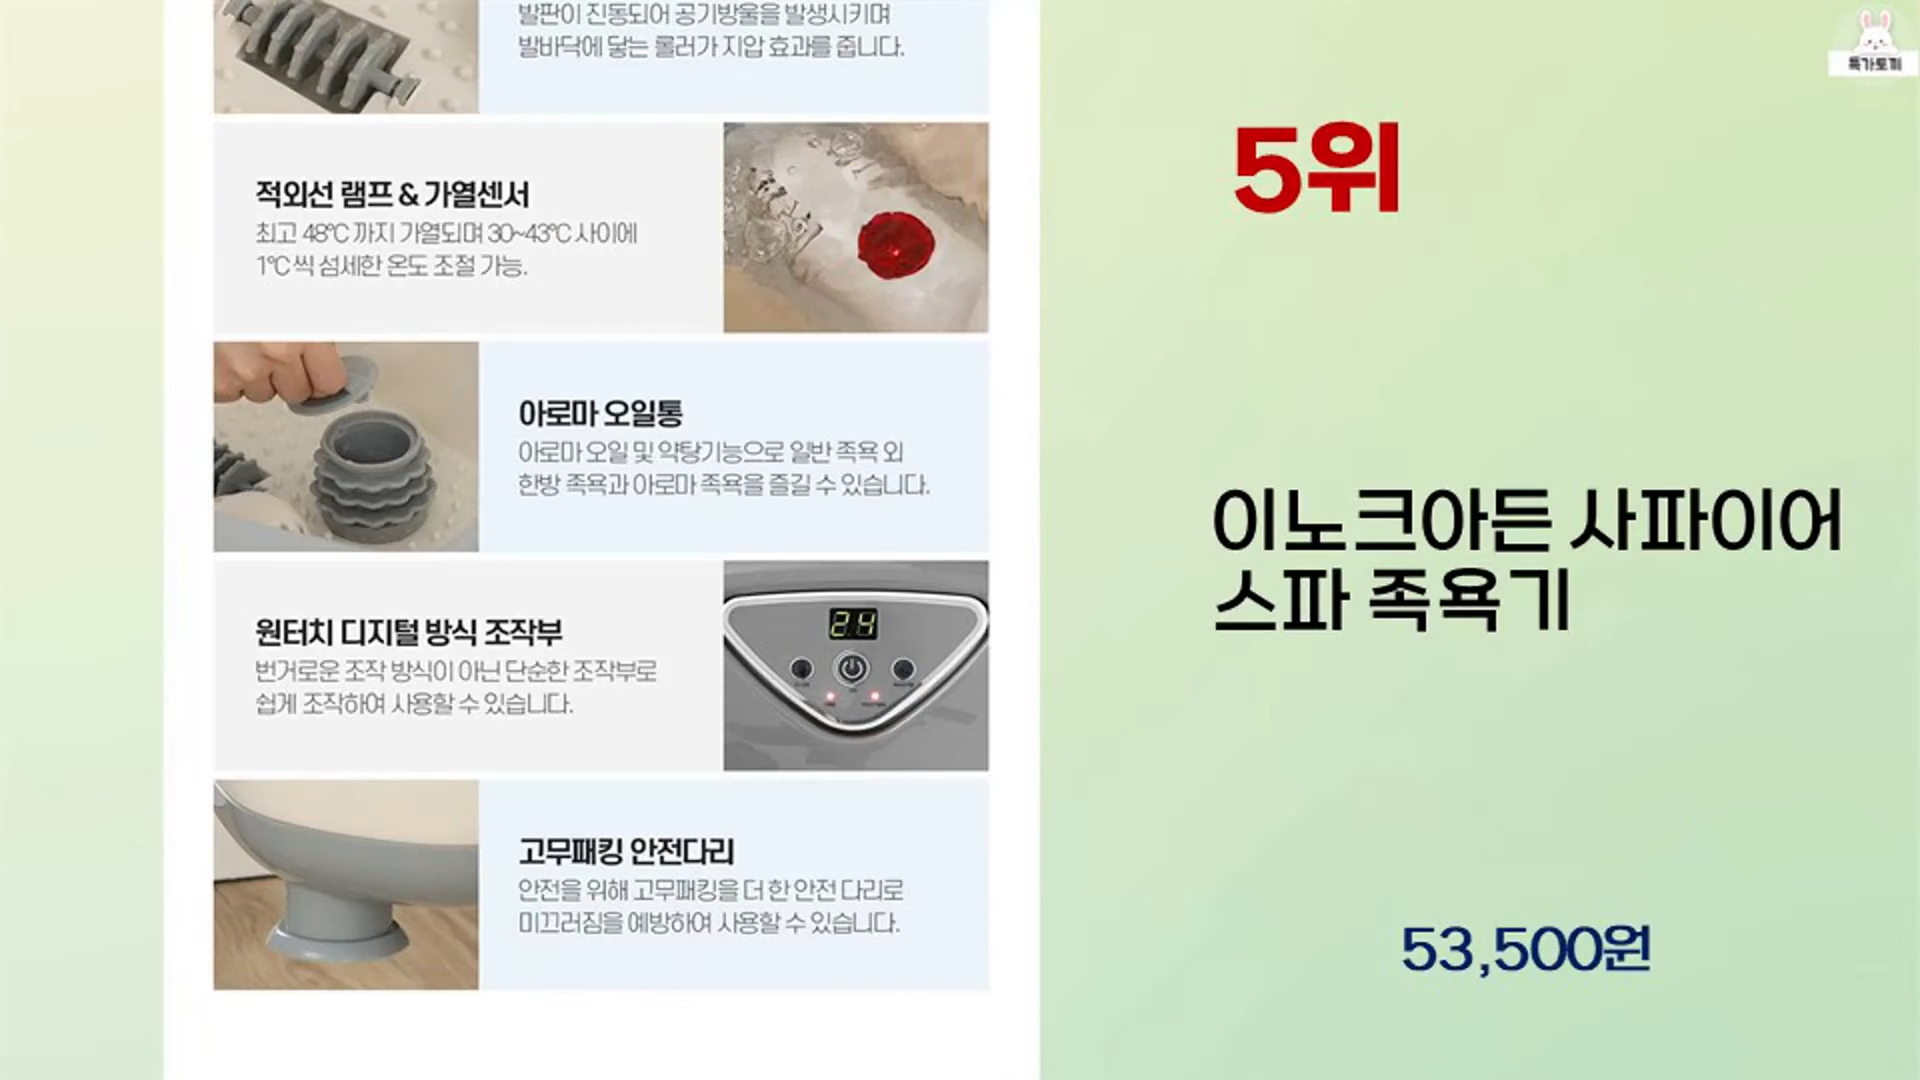 발판이 진동되어 공기방울을 발생시키며
발바닥에 닿는 롤러가 지압 효과를 줍니다.
적외선 램프 & 가열센서
최고 48°C 까지 가열되며 30~43°C 사이에
1°C 씩 섬세한 온도 조절 가능.
아로마 오일통
아로마 오일 및 약탕기능으로 일반 족욕 외
한방 족욕과 아로마 족욕을 즐길 수 있습니다.
원터치 디지털 방식 조작부
번거로운 조작 방식이 아닌 단순한 조작부로
쉽게 조작하여 사용할 수 있습니다.
24
고무패킹 안전다리
안전을 위해 고무패킹을 더 한 안전 다리로
미끄러짐을 예방하여 사용할 수 있습니다.
특가토끼
5위
이노크아든 사파이어
스파 족욕기
53,500원